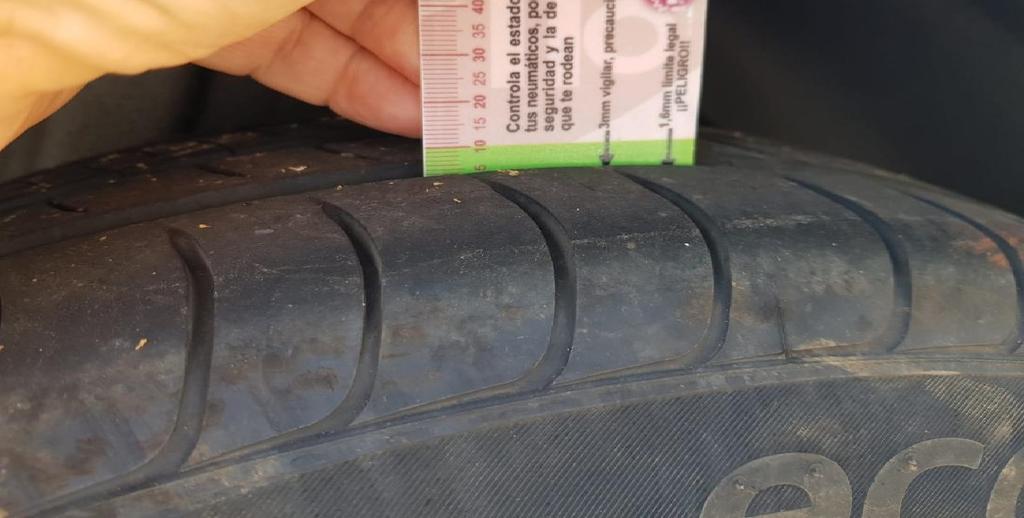 5 10 15 20 25 30 35 40
Controla el estado
tus neumáticos, po
seguridad y la de
que te rodean
3mm vigilar, precauci
1,6mm limite legal
¡¡PELIGRO!!
eco